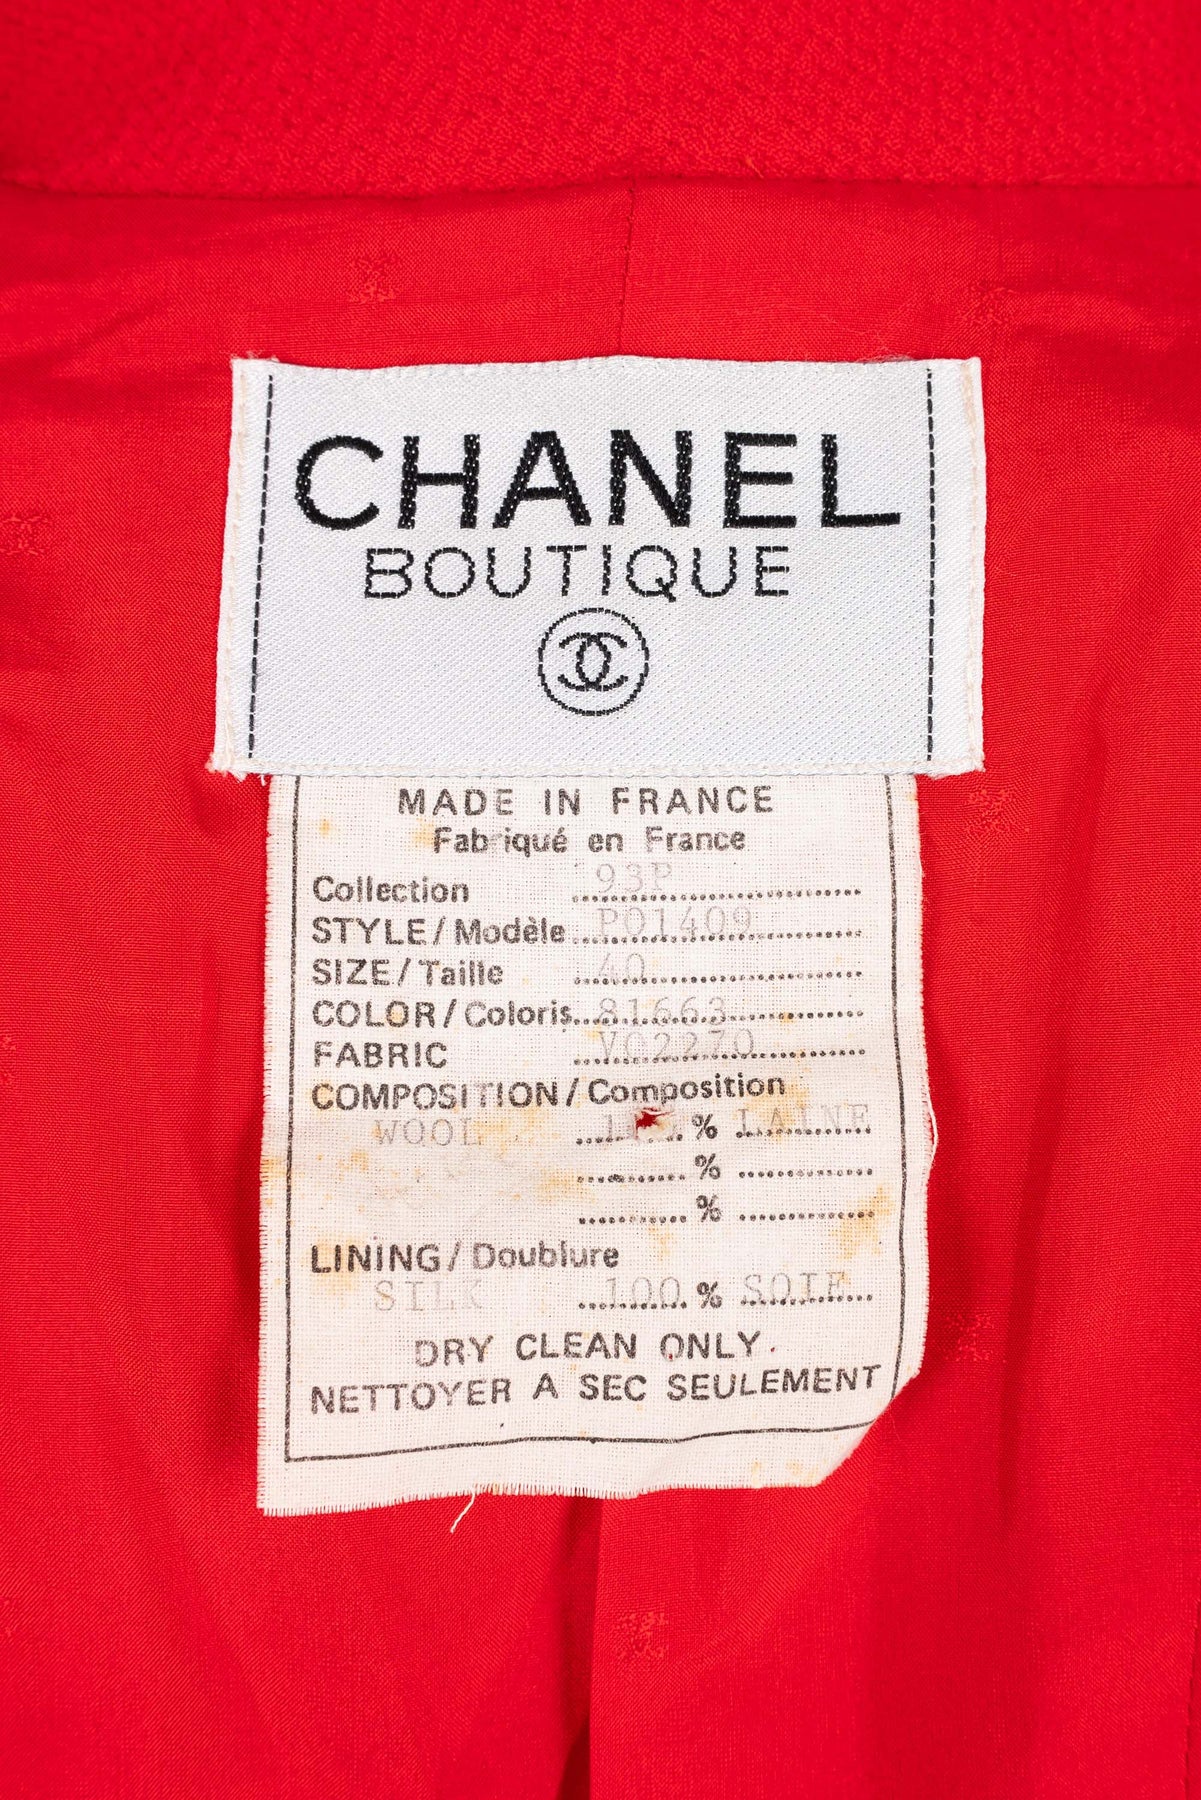 CHANEL
BOUTIQUE
MADE IN FRANCE
Fabriqué en France
Collection 93P
STYLE/Modèle P01409
SIZE/Taille 40
COLOR/Coloris 81663
FABRIC V02270
COMPOSITION/Composition
WOOL % LAINE
%
%
LINING/Doublure
SILK 100 % SOIE
DRY CLEAN ONLY.
NETTOYER A SEC SEULEMENT